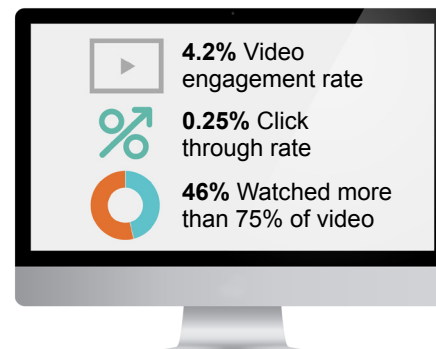 4.2% Video
engagement rate
0.25% Click
through rate
46% Watched more
than 75% of video